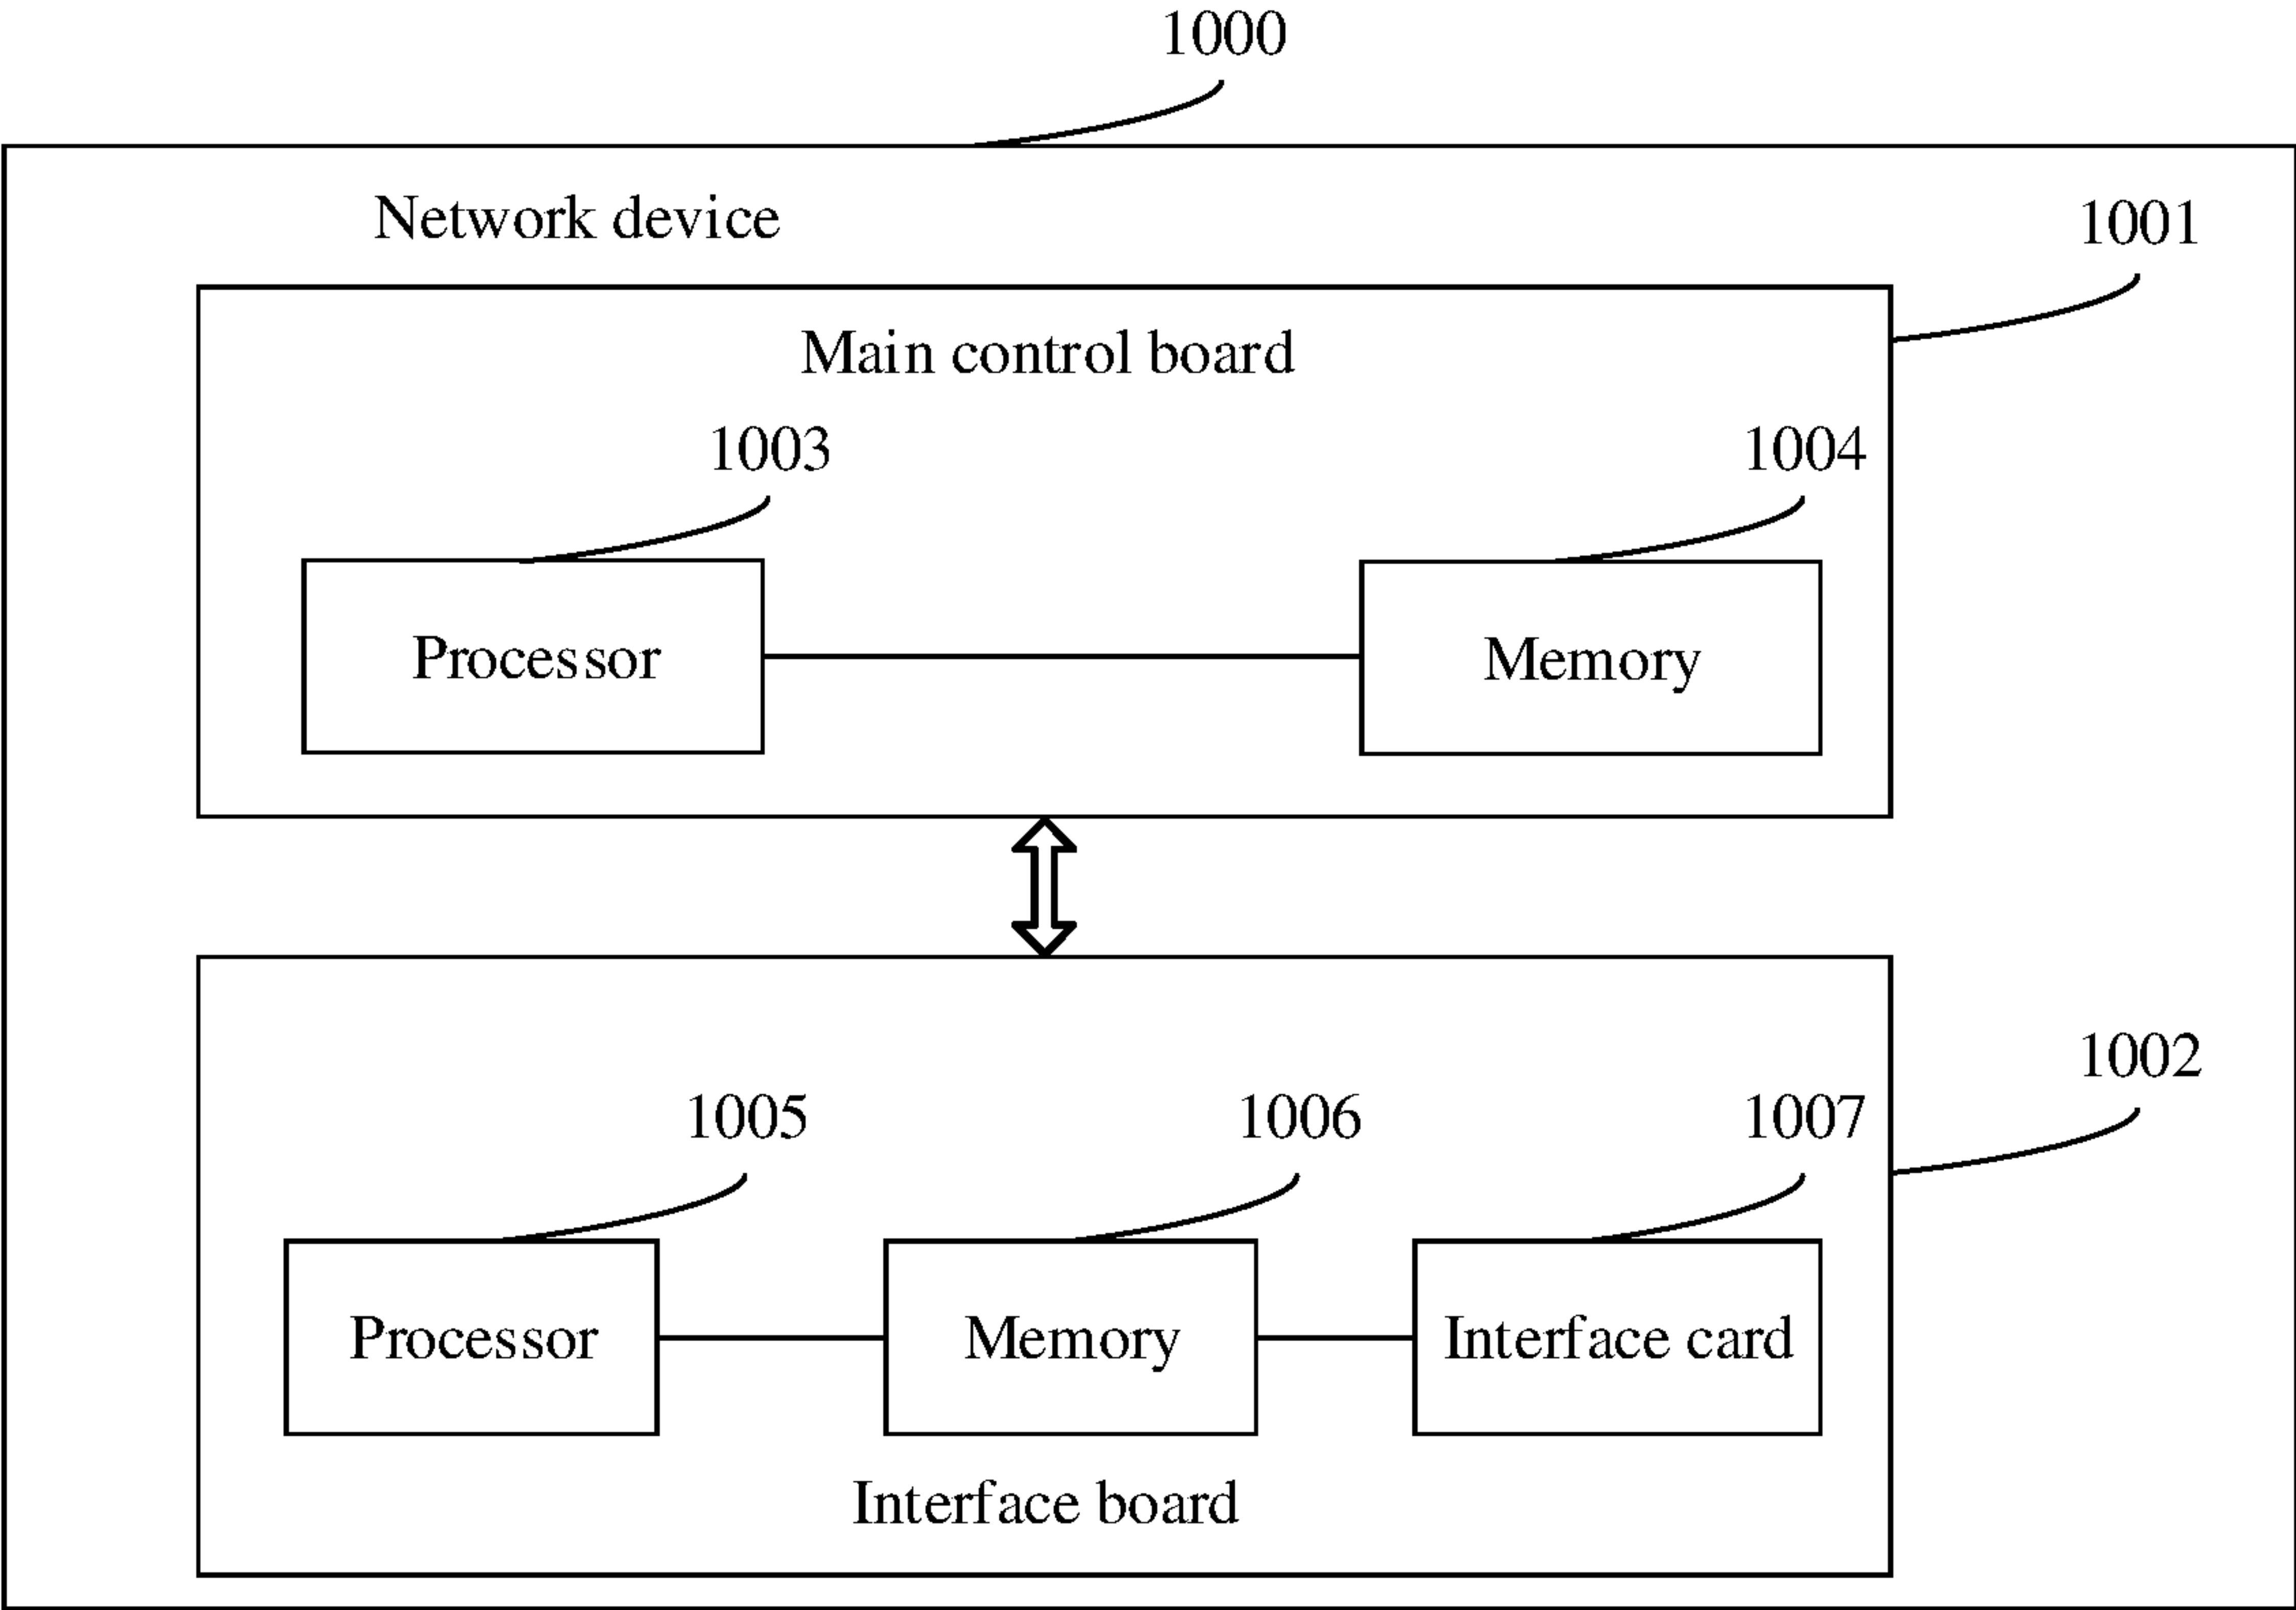 1000
Network device
1001
Main control board
1003
1004
Processor
Memory
1002
1005
1006
1007
Processor
Memory
Interface card
Interface board